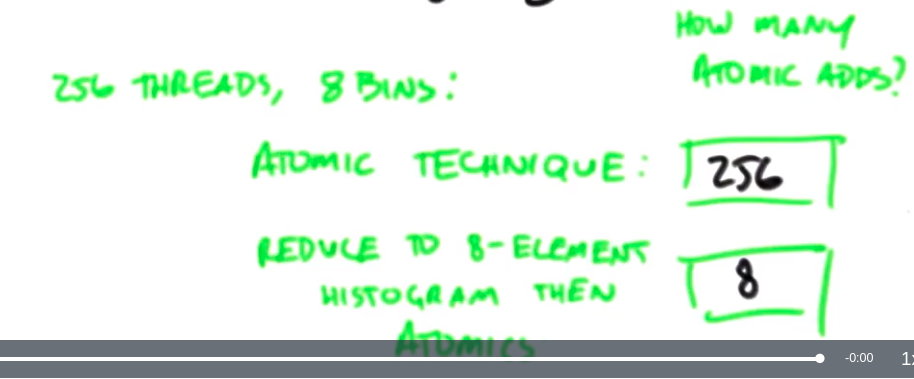 HOW MANY
ATOMIC ADDS?
256 THREADS, 8 BINS:
ATOMIC TECHNIQUE: 256
REDUCE TO 8-ELEMENT
HISTOGRAM THEN 8
ATOMICS
-0:00 1x